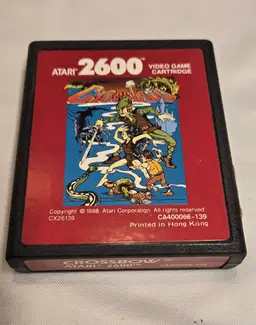 ATARI 2600 VIDEO GAME
CARTRIDGE
Crossbow
Copyright © 1988, Atari Corporation. All rights reserved
CX26139 CA400066-139
Printed in Hong Kong
CROSSBOW
ATARI 2600